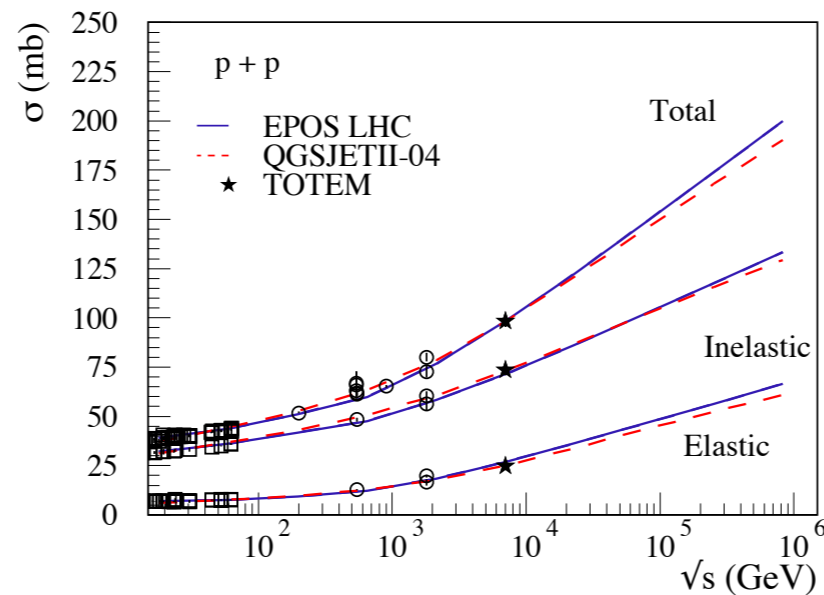 250
225
200
175
150
125
100
75
50
25
0
σ (mb)
p + p
EPOS LHC
QGSJETII-04
TOTEM
Total
Inelastic
Elastic
10^2
10^3
10^4
10^5
10^6
√s (GeV)